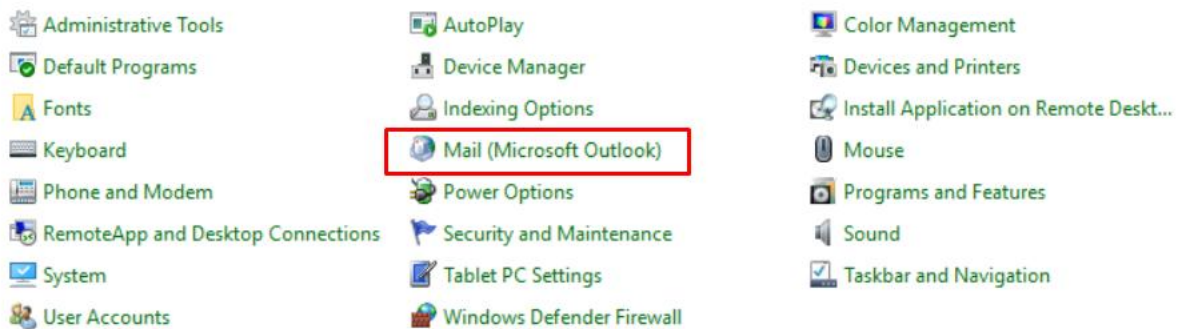 Administrative Tools
AutoPlay
Color Management
Default Programs
Device Manager
Devices and Printers
Fonts
Indexing Options
Install Application on Remote Deskt...
Keyboard
Mail (Microsoft Outlook)
Mouse
Phone and Modem
Power Options
Programs and Features
RemoteApp and Desktop Connections
Security and Maintenance
Sound
System
Tablet PC Settings
Taskbar and Navigation
User Accounts
Windows Defender Firewall